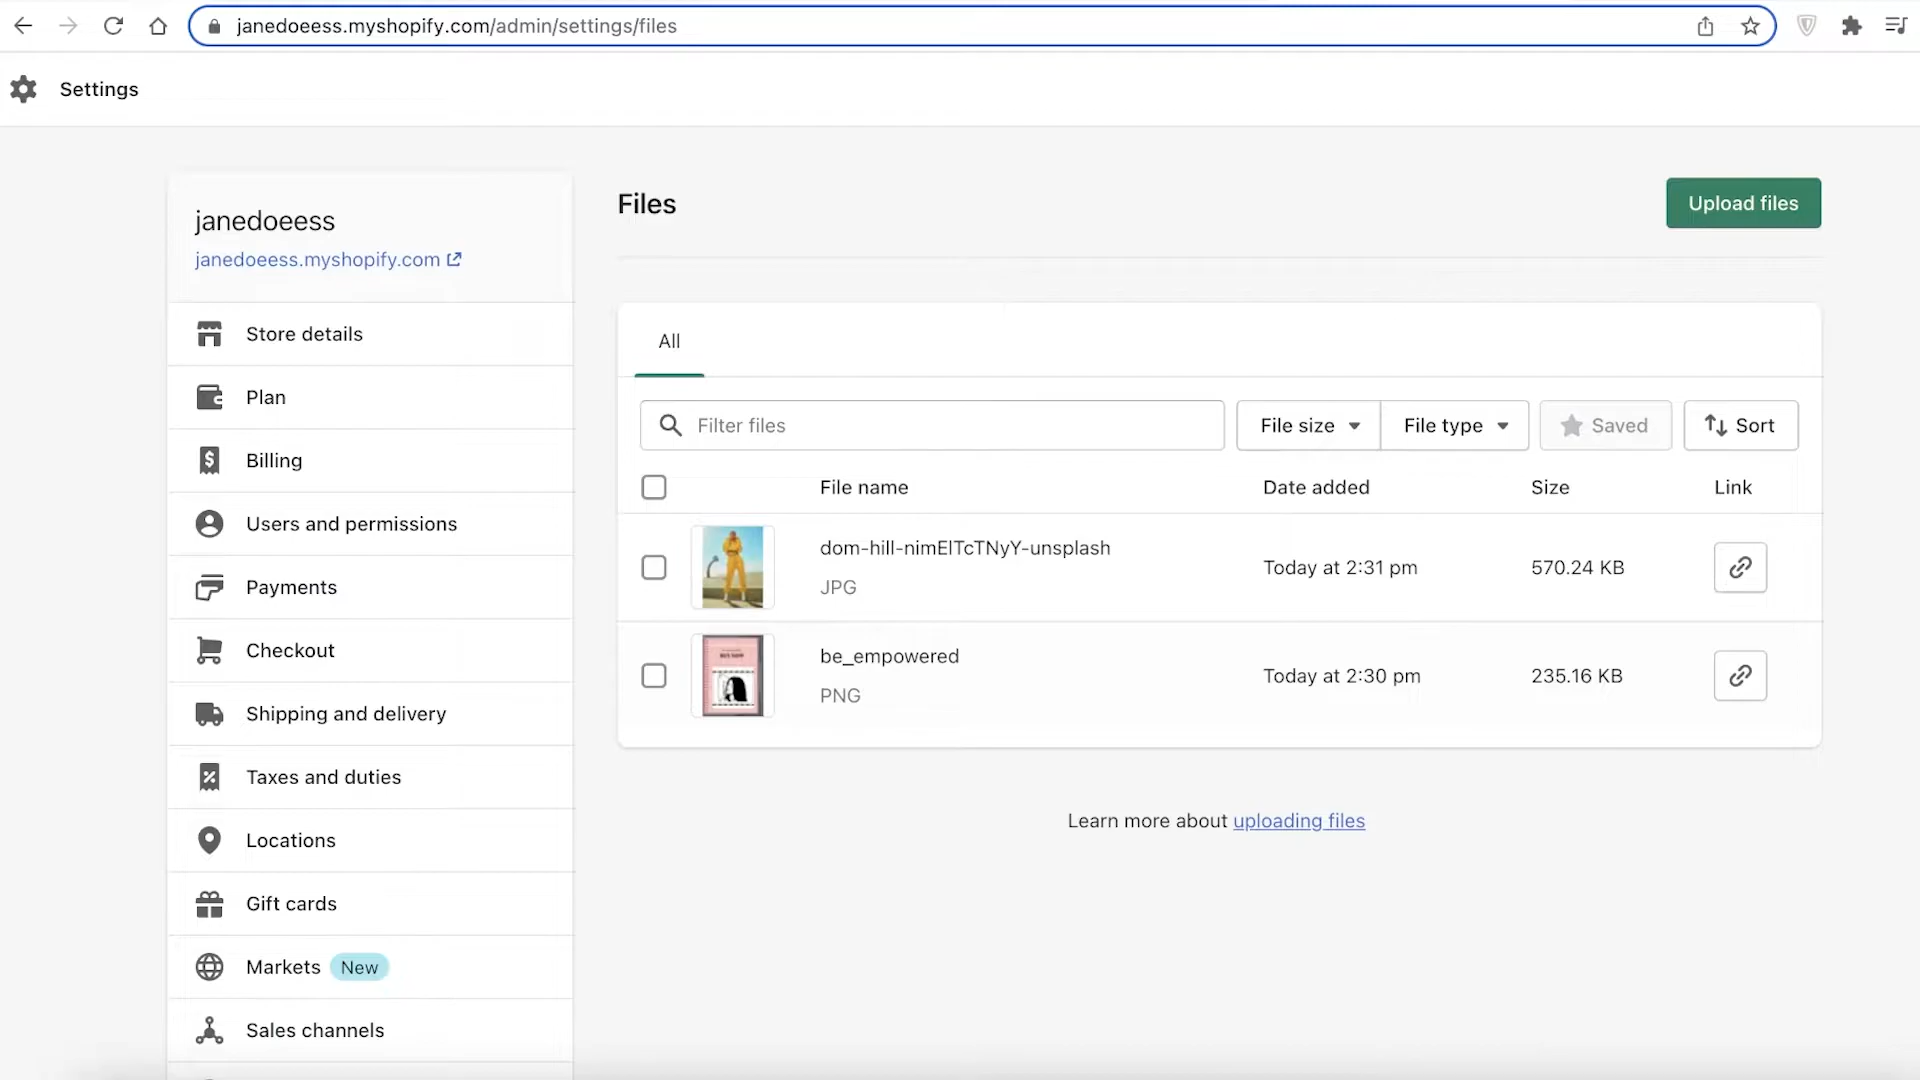 janedoeess.myshopify.com/admin/settings/files
Settings
janedoeess
janedoeess.myshopify.com
Store details
Plan
Billing
Users and permissions
Payments
Checkout
Shipping and delivery
Taxes and duties
Locations
Gift cards
Markets New
Sales channels
Files
Upload files
All
Filter files
File size
File type
Saved
Sort
File name Date added Size Link
dom-hill-nimElTcTNyY-unsplash
JPG
Today at 2:31 pm
570.24 KB
be_empowered
PNG
Today at 2:30 pm
235.16 KB
Learn more about uploading files